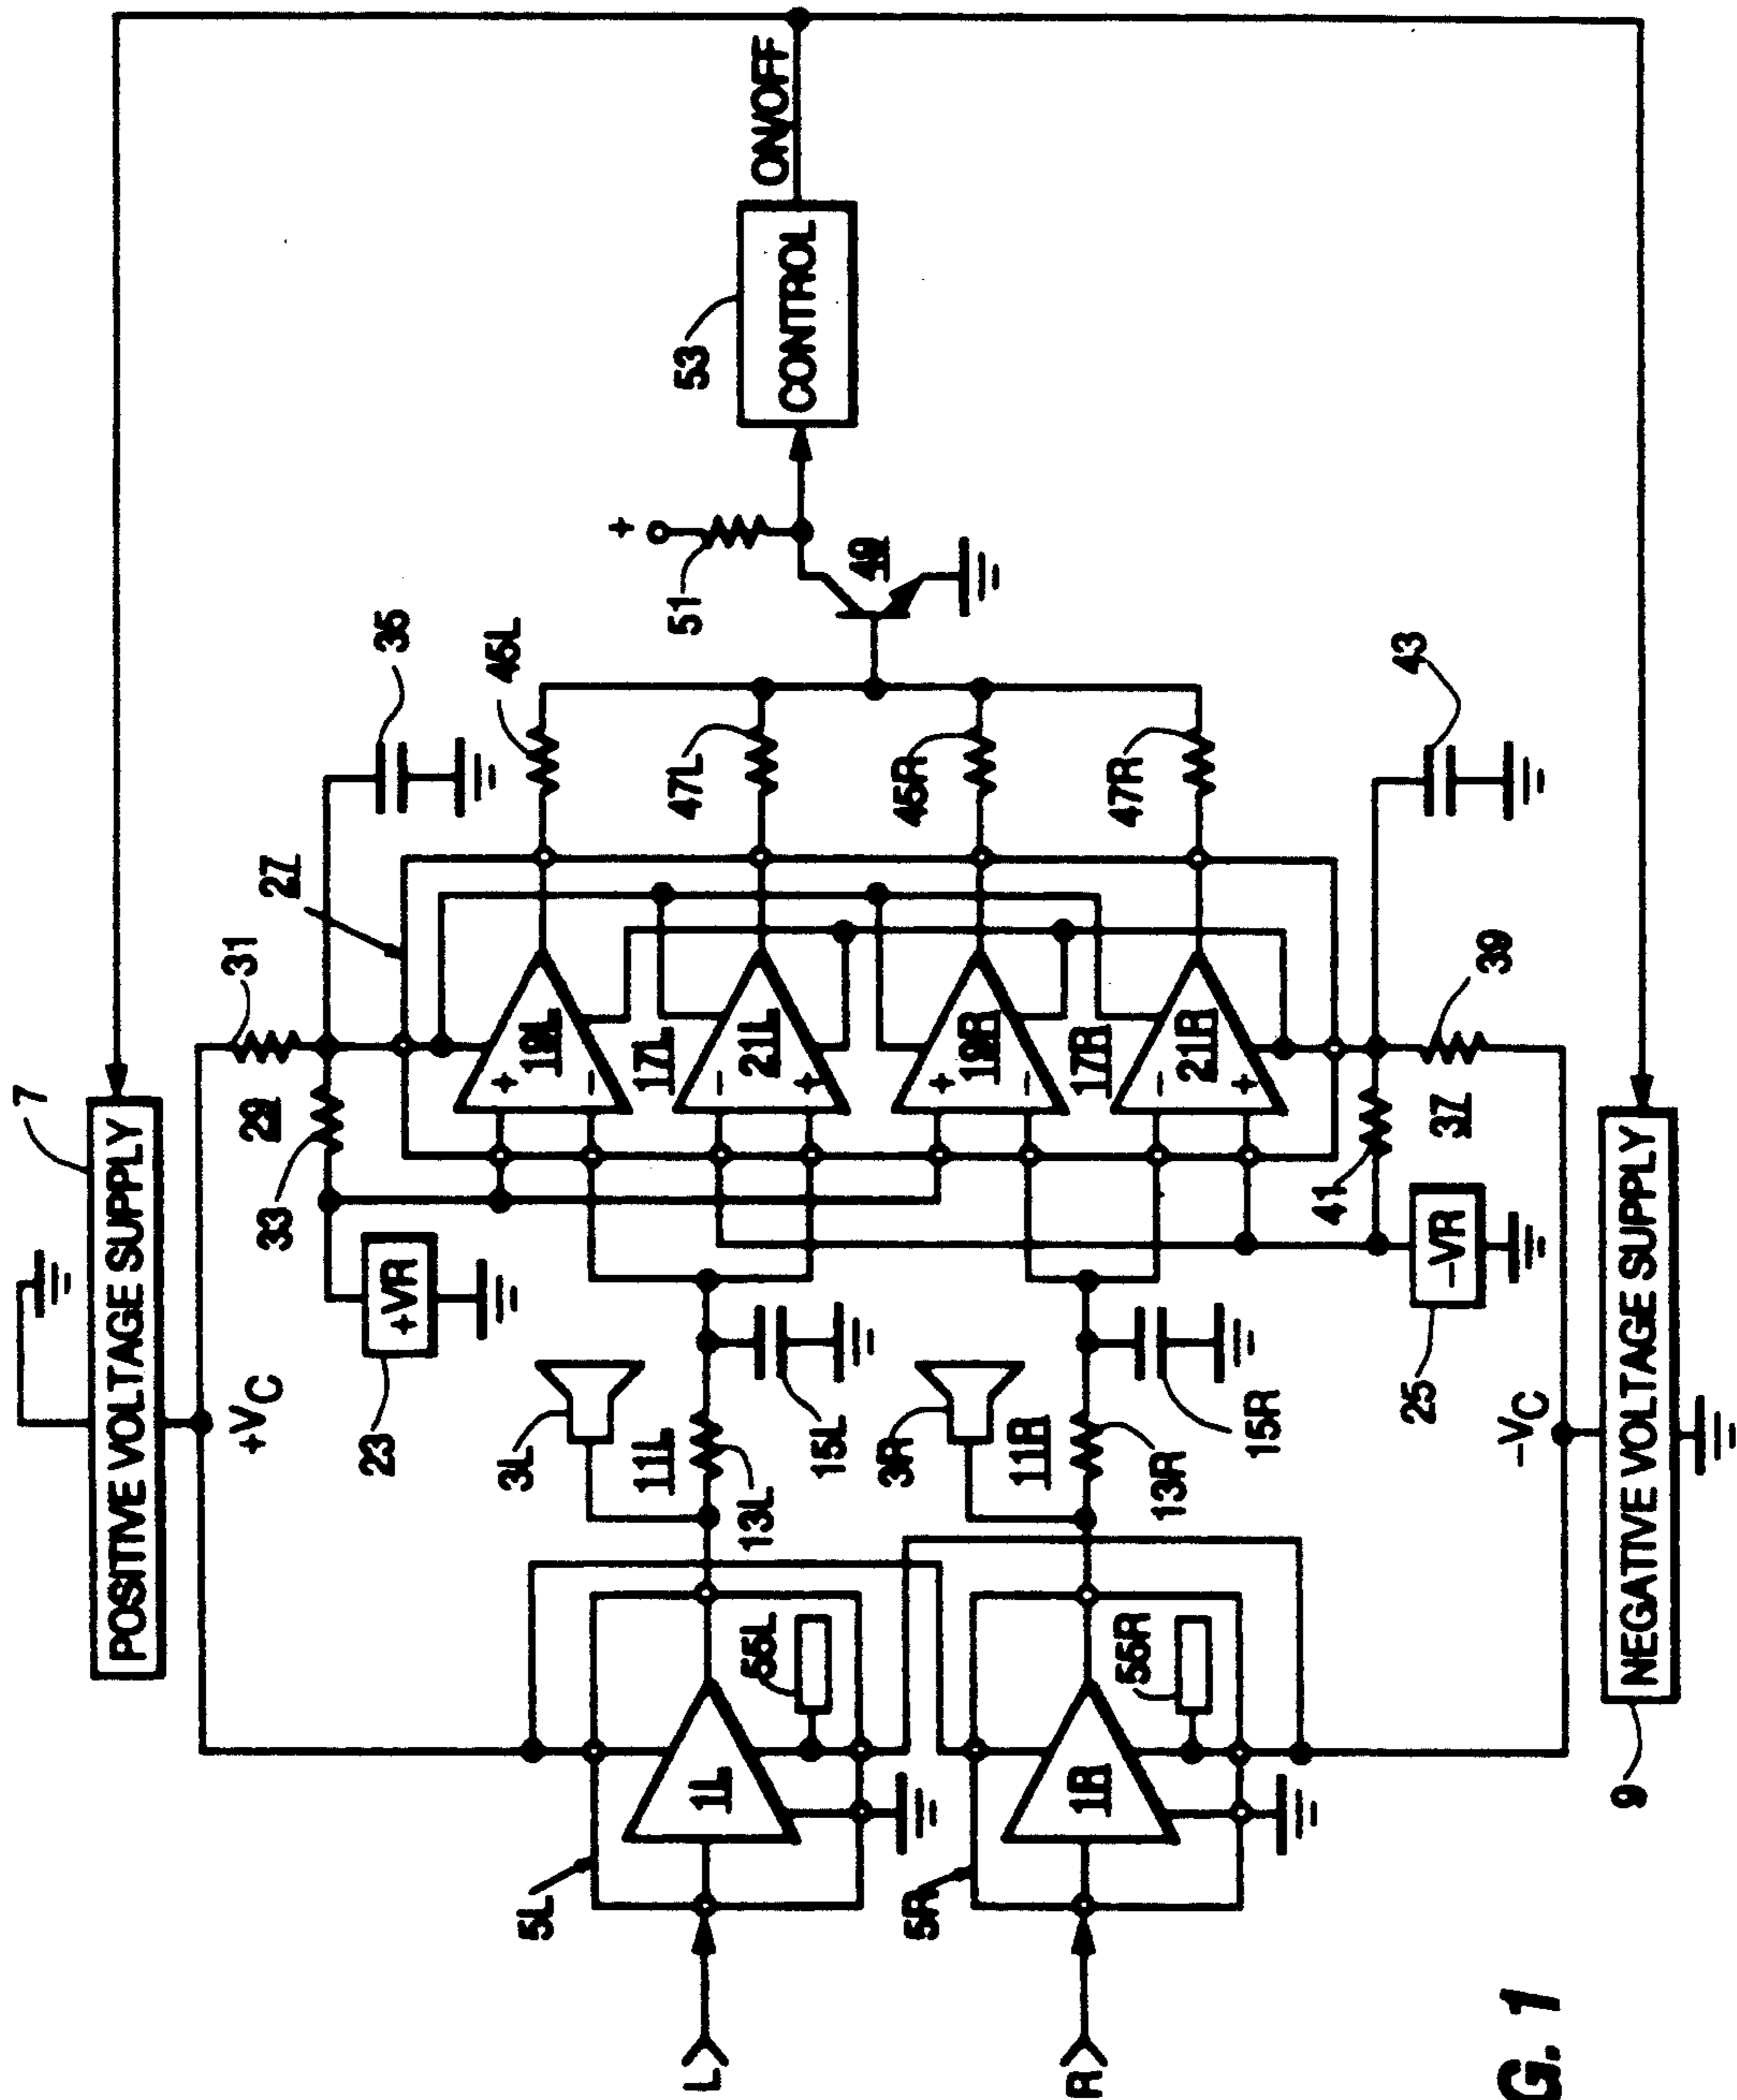 7
POSITIVE VOLTAGE SUPPLY
+VC
31
27
35
29
33
23
+VR
45L
51
+
53
CONTROL
ON/OFF
3L
11L
13L
15L
5L
1L
55L
L
+
19L
−
17L
−
21L
+
47L
49
3R
11R
13R
15R
5R
1R
55R
R
+
19R
−
17R
−
21R
+
45R
47R
41
37
39
43
25
−VR
−VC
NEGATIVE VOLTAGE SUPPLY
9
G. 1